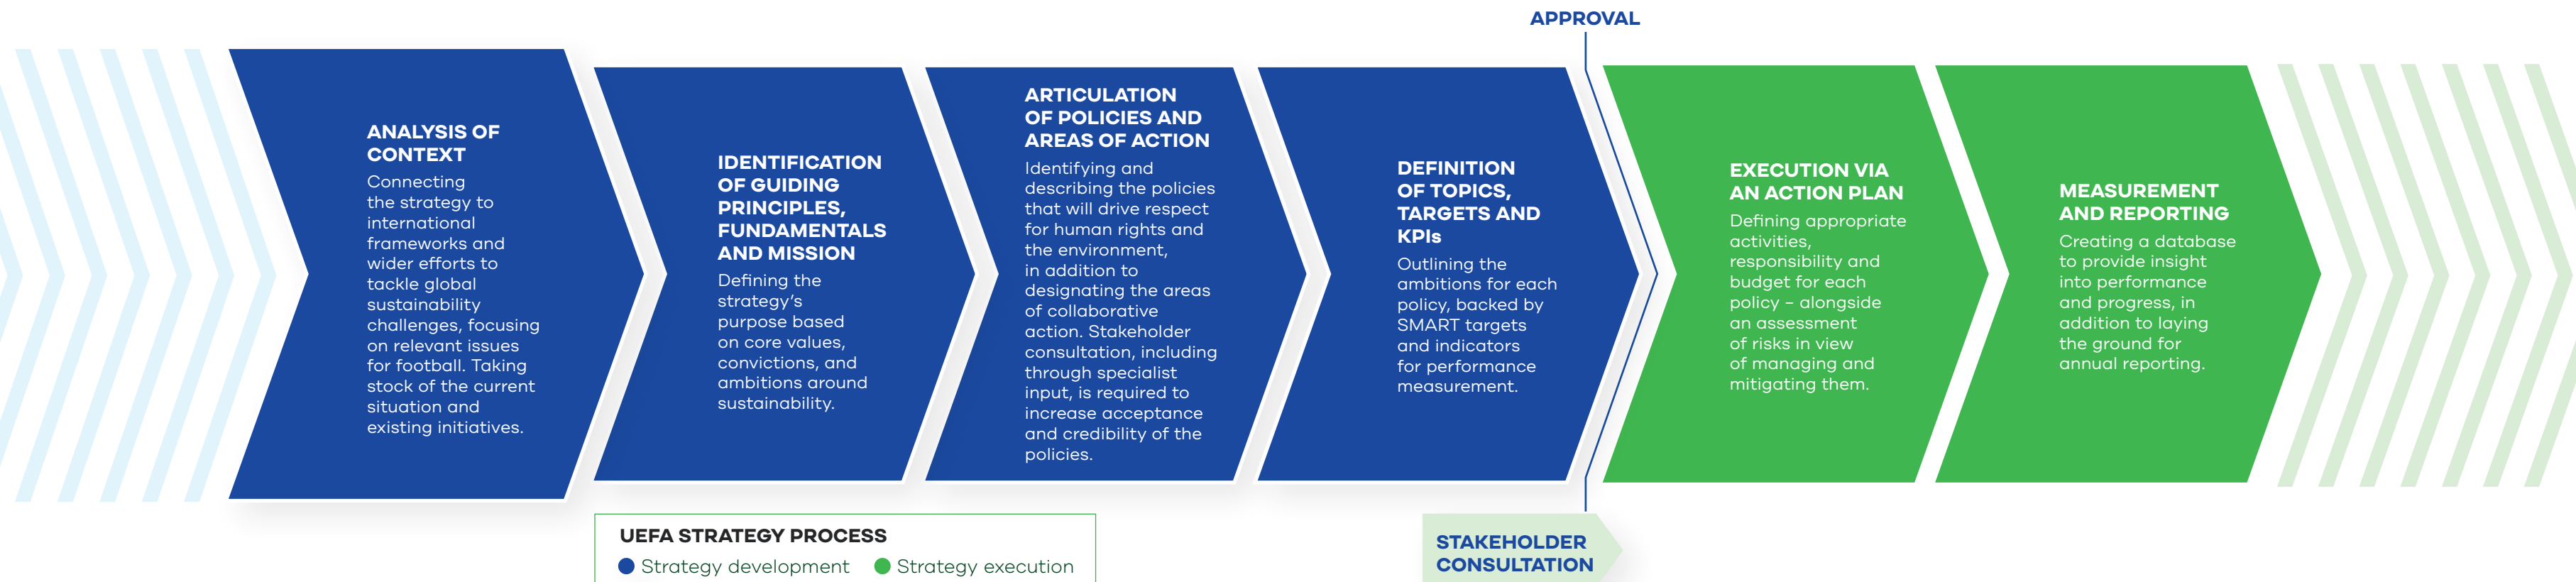 APPROVAL
ANALYSIS OF
CONTEXT
Connecting
the strategy to
international
frameworks and
wider efforts to
tackle global
sustainability
challenges, focusing
on relevant issues
for football. Taking
stock of the current
situation and
existing initiatives.
IDENTIFICATION
OF GUIDING
PRINCIPLES,
FUNDAMENTALS
AND MISSION
Defining the
strategy’s
purpose based
on core values,
convictions, and
ambitions around
sustainability.
ARTICULATION
OF POLICIES AND
AREAS OF ACTION
Identifying and
describing the policies
that will drive respect
for human rights and
the environment,
in addition to
designating the areas
of collaborative
action. Stakeholder
consultation, including
through specialist
input, is required to
increase acceptance
and credibility of the
policies.
DEFINITION
OF TOPICS,
TARGETS AND
KPIs
Outlining the
ambitions for each
policy, backed by
SMART targets
and indicators
for performance
measurement.
EXECUTION VIA
AN ACTION PLAN
Defining appropriate
activities,
responsibility and
budget for each
policy – alongside
an assessment
of risks in view
of managing and
mitigating them.
MEASUREMENT
AND REPORTING
Creating a database
to provide insight
into performance
and progress, in
addition to laying
the ground for
annual reporting.
UEFA STRATEGY PROCESS
Strategy development
Strategy execution
STAKEHOLDER
CONSULTATION